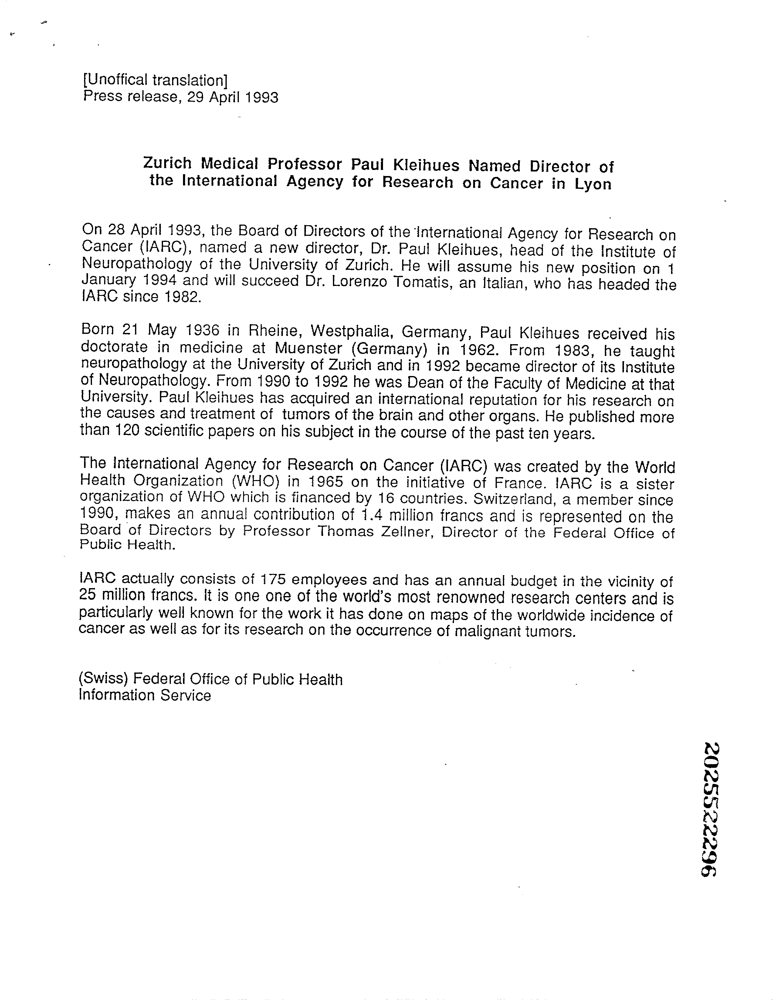 [Unoffical translation]
Press release, 29 April 1993
Zurich Medical Professor Paul Kleihues Named Director of
the International Agency for Research on Cancer in Lyon
On 28 April 1993, the Board of Directors of the International Agency for Research on
Cancer (IARC), named a new director, Dr. Paul Kleihues, head of the Institute of
Neuropathology of the University of Zurich. He will assume his new position on 1
January 1994 and will succeed Dr. Lorenzo Tomatis, an Italian, who has headed the
IARC since 1982.
Born 21 May 1936 in Rheine, Westphalia, Germany, Paul Kleihues received his
doctorate in medicine at Muenster (Germany) in 1962. From 1983, he taught
neuropathology at the University of Zurich and in 1992 became director of its Institute
of Neuropathology. From 1990 to 1992 he was Dean of the Faculty of Medicine at that
University. Paul Kleihues has acquired an international reputation for his research on
the causes and treatment of tumors of the brain and other organs. He published more
than 120 scientific papers on his subject in the course of the past ten years.
The International Agency for Research on Cancer (IARC) was created by the World
Health Organization (WHO) in 1965 on the initiative of France. IARC is a sister
organization of WHO which is financed by 16 countries. Switzerland, a member since
1990, makes an annual contribution of 1.4 million francs and is represented on the
Board of Directors by Professor Thomas Zellner, Director of the Federal Office of
Public Health.
IARC actually consists of 175 employees and has an annual budget in the vicinity of
25 million francs. It is one one of the world's most renowned research centers and is
particularly well known for the work it has done on maps of the worldwide incidence of
cancer as well as for its research on the occurrence of malignant tumors.
(Swiss) Federal Office of Public Health
Information Service
2025522296